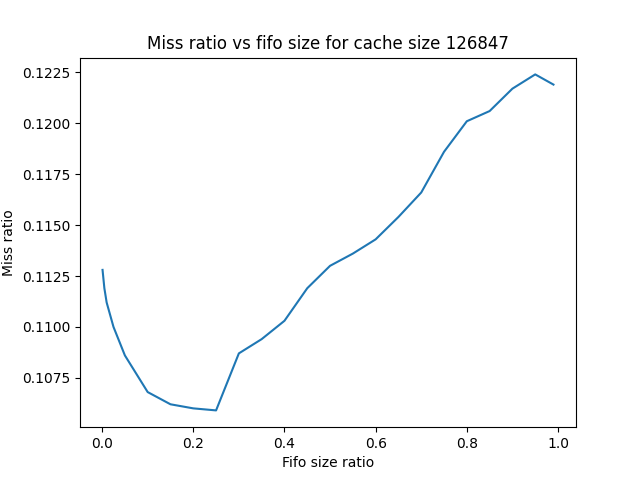 Miss ratio vs fifo size for cache size 126847
0.1225
0.1200
0.1175
0.1150
0.1125
0.1100
0.1075
Miss ratio
0.0 0.2 0.4 0.6 0.8 1.0
Fifo size ratio